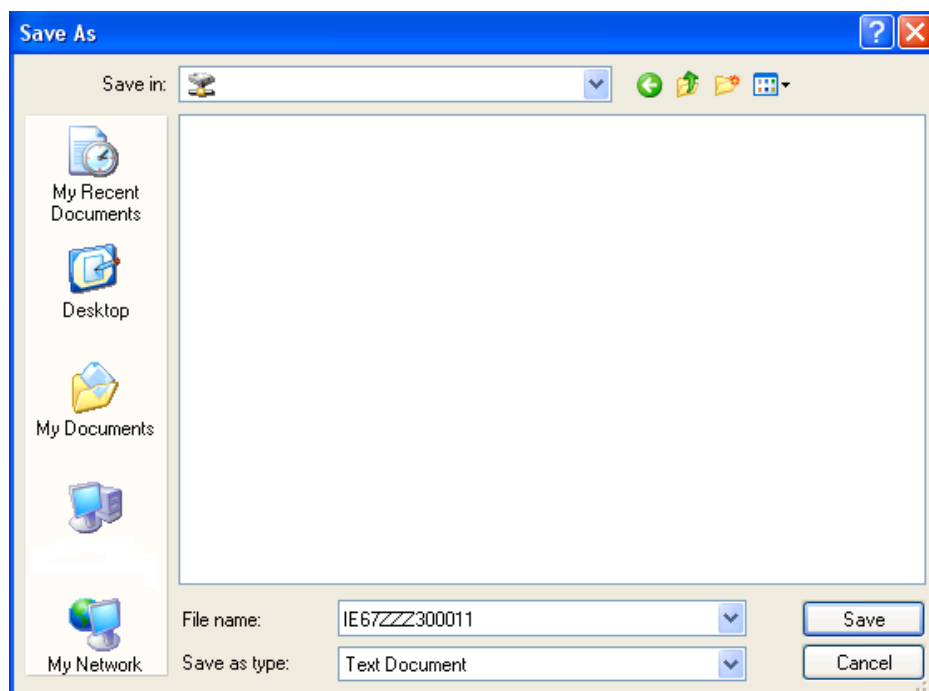 Save As
Save in:
My Recent
Documents
Desktop
My Documents
My Network
File name:
IE67ZZZ300011
Save
Save as type:
Text Document
Cancel